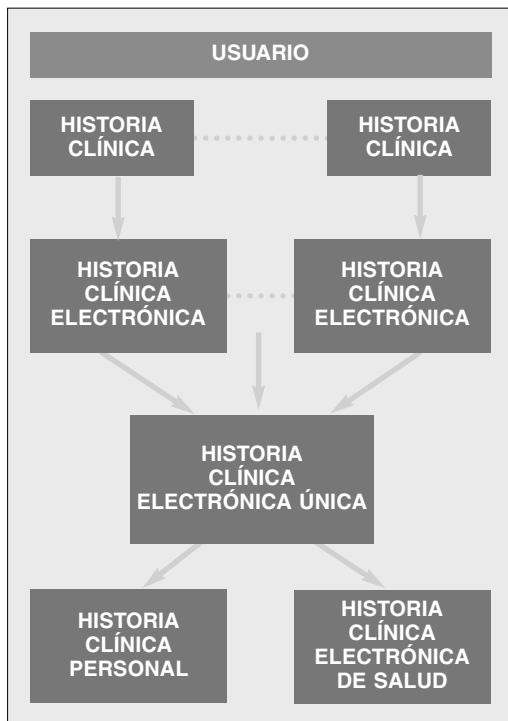 USUARIO
HISTORIA
CLÍNICA
HISTORIA
CLÍNICA
HISTORIA
CLÍNICA
ELECTRÓNICA
HISTORIA
CLÍNICA
ELECTRÓNICA
HISTORIA
CLÍNICA
ELECTRÓNICA ÚNICA
HISTORIA
CLÍNICA
PERSONAL
HISTORIA
CLÍNICA
ELECTRÓNICA
DE SALUD